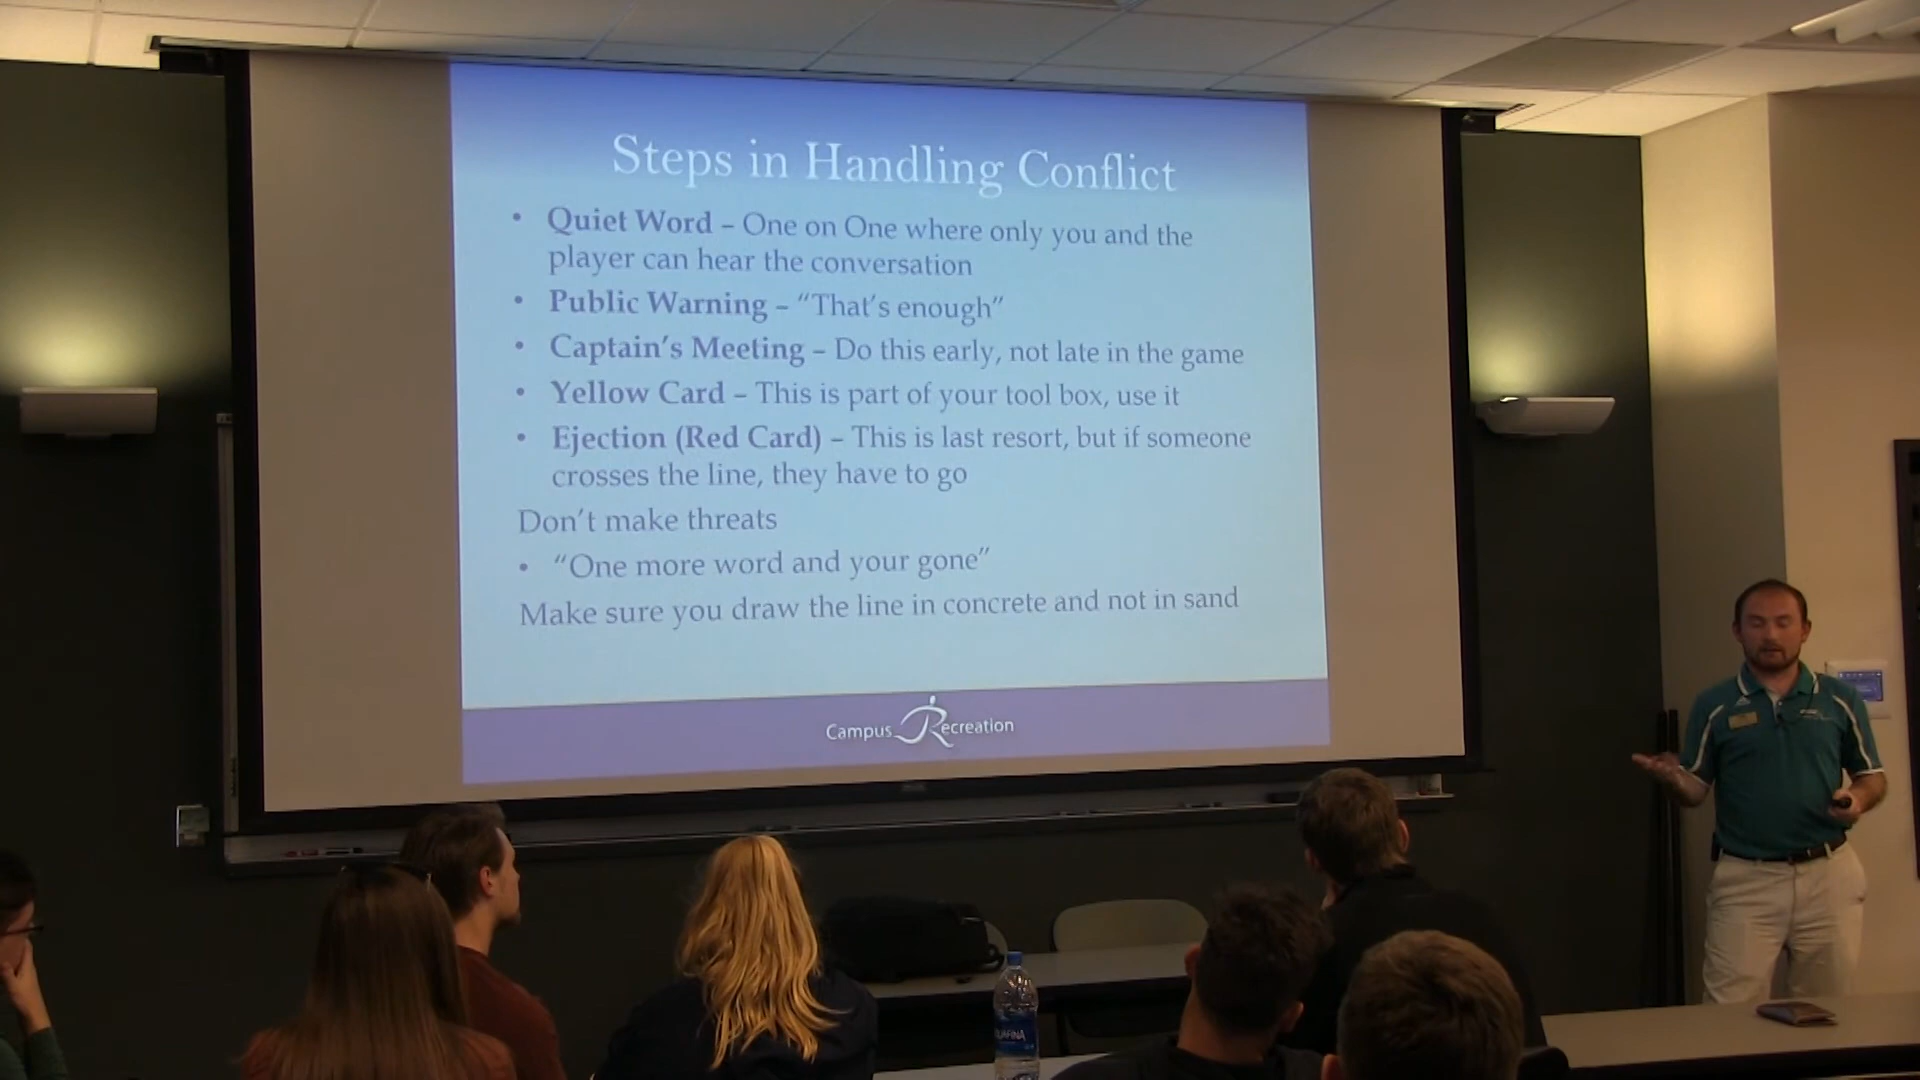 Steps in Handling Conflict
• Quiet Word – One on One where only you and the
player can hear the conversation
• Public Warning – “That’s enough”
• Captain’s Meeting – Do this early, not late in the game
• Yellow Card – This is part of your tool box, use it
• Ejection (Red Card) – This is last resort, but if someone
crosses the line, they have to go
Don’t make threats
• “One more word and your gone”
Make sure you draw the line in concrete and not in sand
Campus Recreation